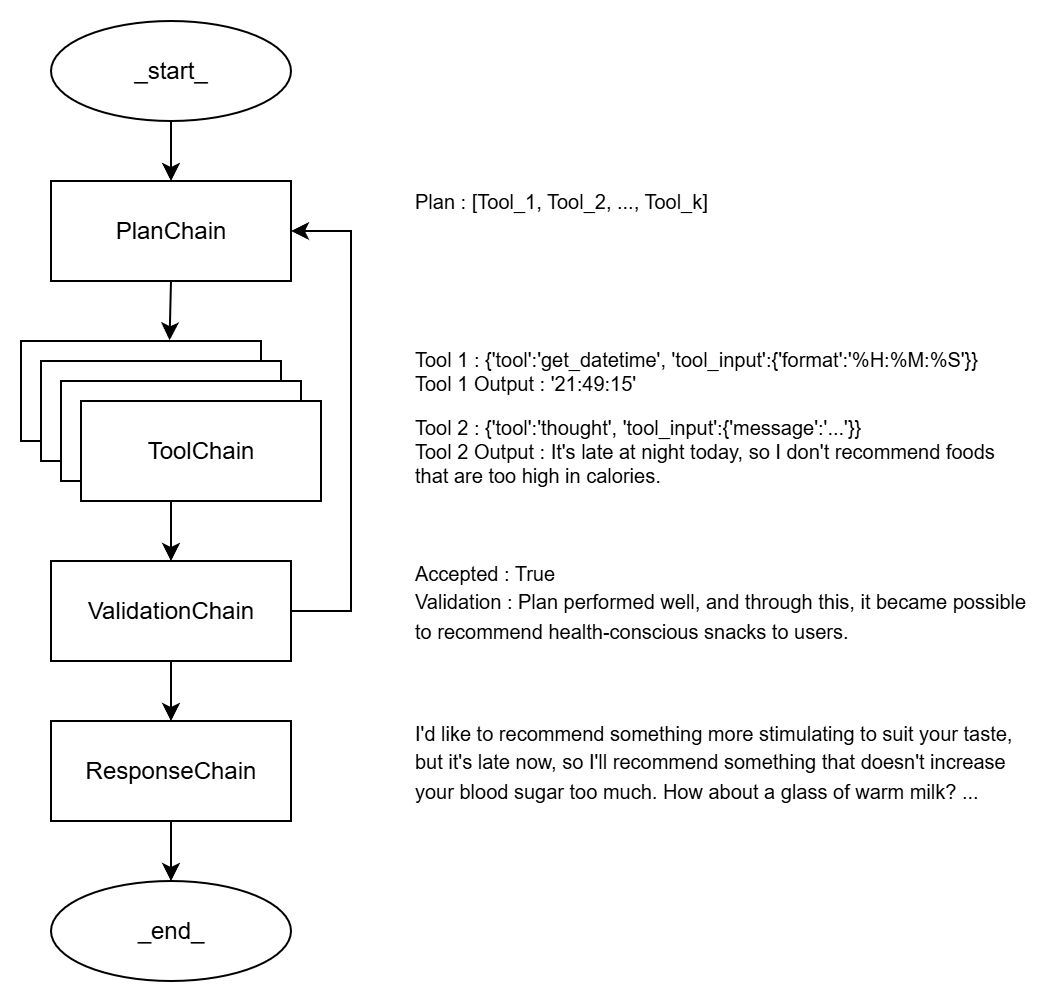 _start_
PlanChain
Plan : [Tool_1, Tool_2, ..., Tool_k]
ToolChain
Tool 1 : {'tool':'get_datetime', 'tool_input':{'format':'%H:%M:%S'}}
Tool 1 Output : '21:49:15'
Tool 2 : {'tool':'thought', 'tool_input':{'message':'...'}}
Tool 2 Output : It's late at night today, so I don't recommend foods
that are too high in calories.
ValidationChain
Accepted : True
Validation : Plan performed well, and through this, it became possible
to recommend health-conscious snacks to users.
ResponseChain
I'd like to recommend something more stimulating to suit your taste,
but it's late now, so I'll recommend something that doesn't increase
your blood sugar too much. How about a glass of warm milk? ...
_end_